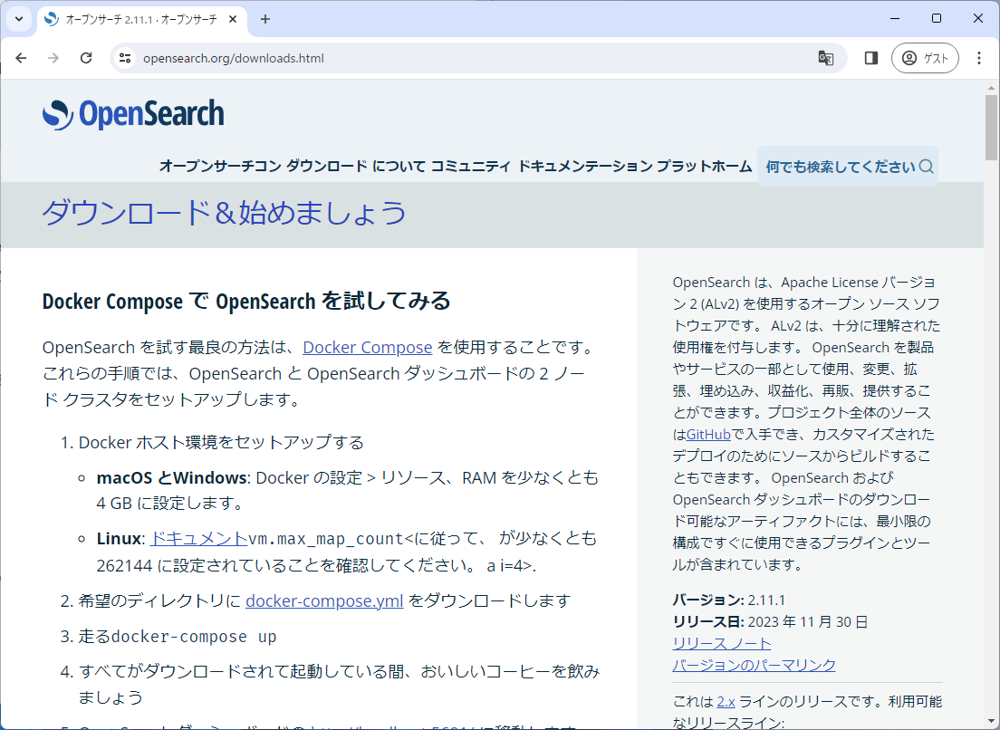 オープンサーチ 2.11.1 · オープンサーチ
opensearch.org/downloads.html
ゲスト
OpenSearch
オープンサーチコン ダウンロード について コミュニティ ドキュメンテーション プラットホーム 何でも検索してください
ダウンロード＆始めましょう
Docker Compose で OpenSearch を試してみる
OpenSearch を試す最良の方法は、Docker Compose を使用することです。
これらの手順では、OpenSearch と OpenSearch ダッシュボードの 2 ノー
ド クラスタをセットアップします。
1. Docker ホスト環境をセットアップする
macOS とWindows: Docker の設定 > リソース、RAM を少なくとも
4 GB に設定します。
Linux: ドキュメントvm.max_map_count<に従って、 が少なくとも
262144 に設定されていることを確認してください。 a i=4>.
2. 希望のディレクトリに docker-compose.yml をダウンロードします
3. 走るdocker-compose up
4. すべてがダウンロードされて起動している間、おいしいコーヒーを飲み
ましょう
OpenSearch は、Apache License バージョ
ン 2 (ALv2) を使用するオープン ソース ソフ
トウェアです。 ALv2 は、十分に理解された
使用権を付与します。 OpenSearch を製品
やサービスの一部として使用、変更、拡
張、埋め込み、収益化、再販、提供するこ
とができます。プロジェクト全体のソース
はGitHubで入手でき、カスタマイズされた
デプロイのためにソースからビルドするこ
ともできます。 OpenSearch および
OpenSearch ダッシュボードのダウンロー
ド可能なアーティファクトには、最小限の
構成ですぐに使用できるプラグインとツー
ルが含まれています。
バージョン: 2.11.1
リリース日: 2023 年 11 月 30 日
リリース ノート
バージョンのパーマリンク
これは 2.x ラインのリリースです。利用可能
なリリースライン: